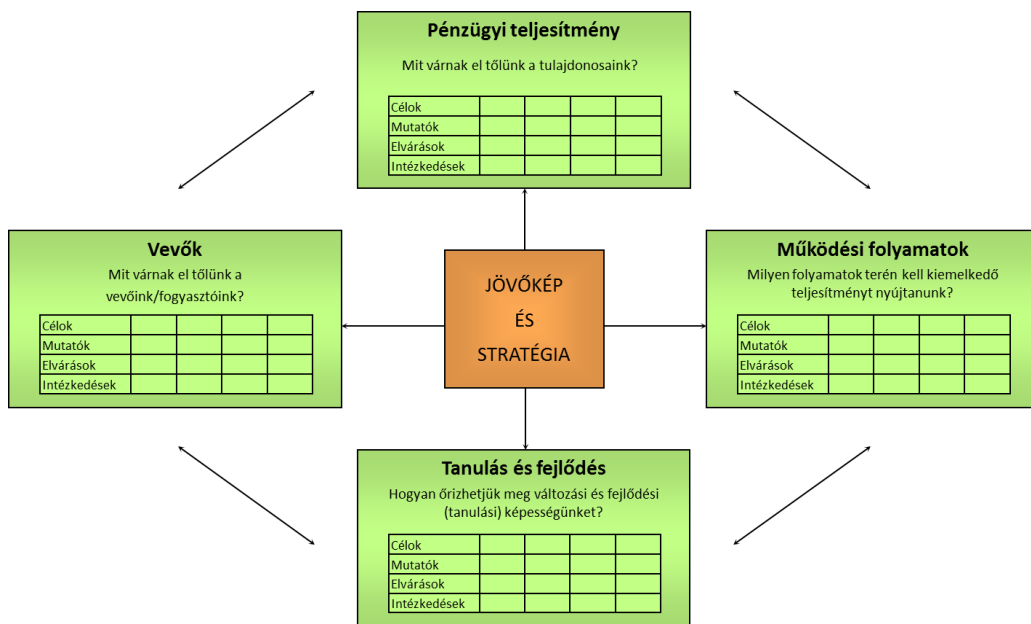 Pénzügyi teljesítmény
Mit várnak el tőlünk a tulajdonosaink?
Célok
Mutatók
Elvárások
Intézkedések
Vevők
Mit várnak el tőlünk a
vevőink/fogyasztóink?
Célok
Mutatók
Elvárások
Intézkedések
JÖVŐKÉP
ÉS
STRATÉGIA
Működési folyamatok
Milyen folyamatok terén kell kiemelkedő
teljesítményt nyújtanunk?
Célok
Mutatók
Elvárások
Intézkedések
Tanulás és fejlődés
Hogyan őrizhetjük meg változási és fejlődési
(tanulási) képességünket?
Célok
Mutatók
Elvárások
Intézkedések